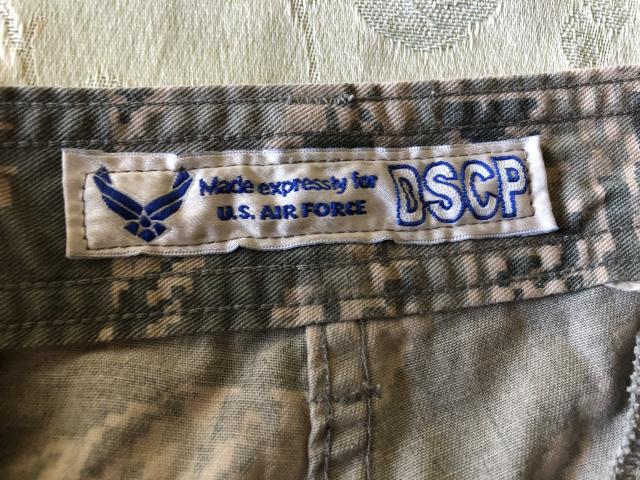 Made expressly for
U.S. AIR FORCE
DSCP